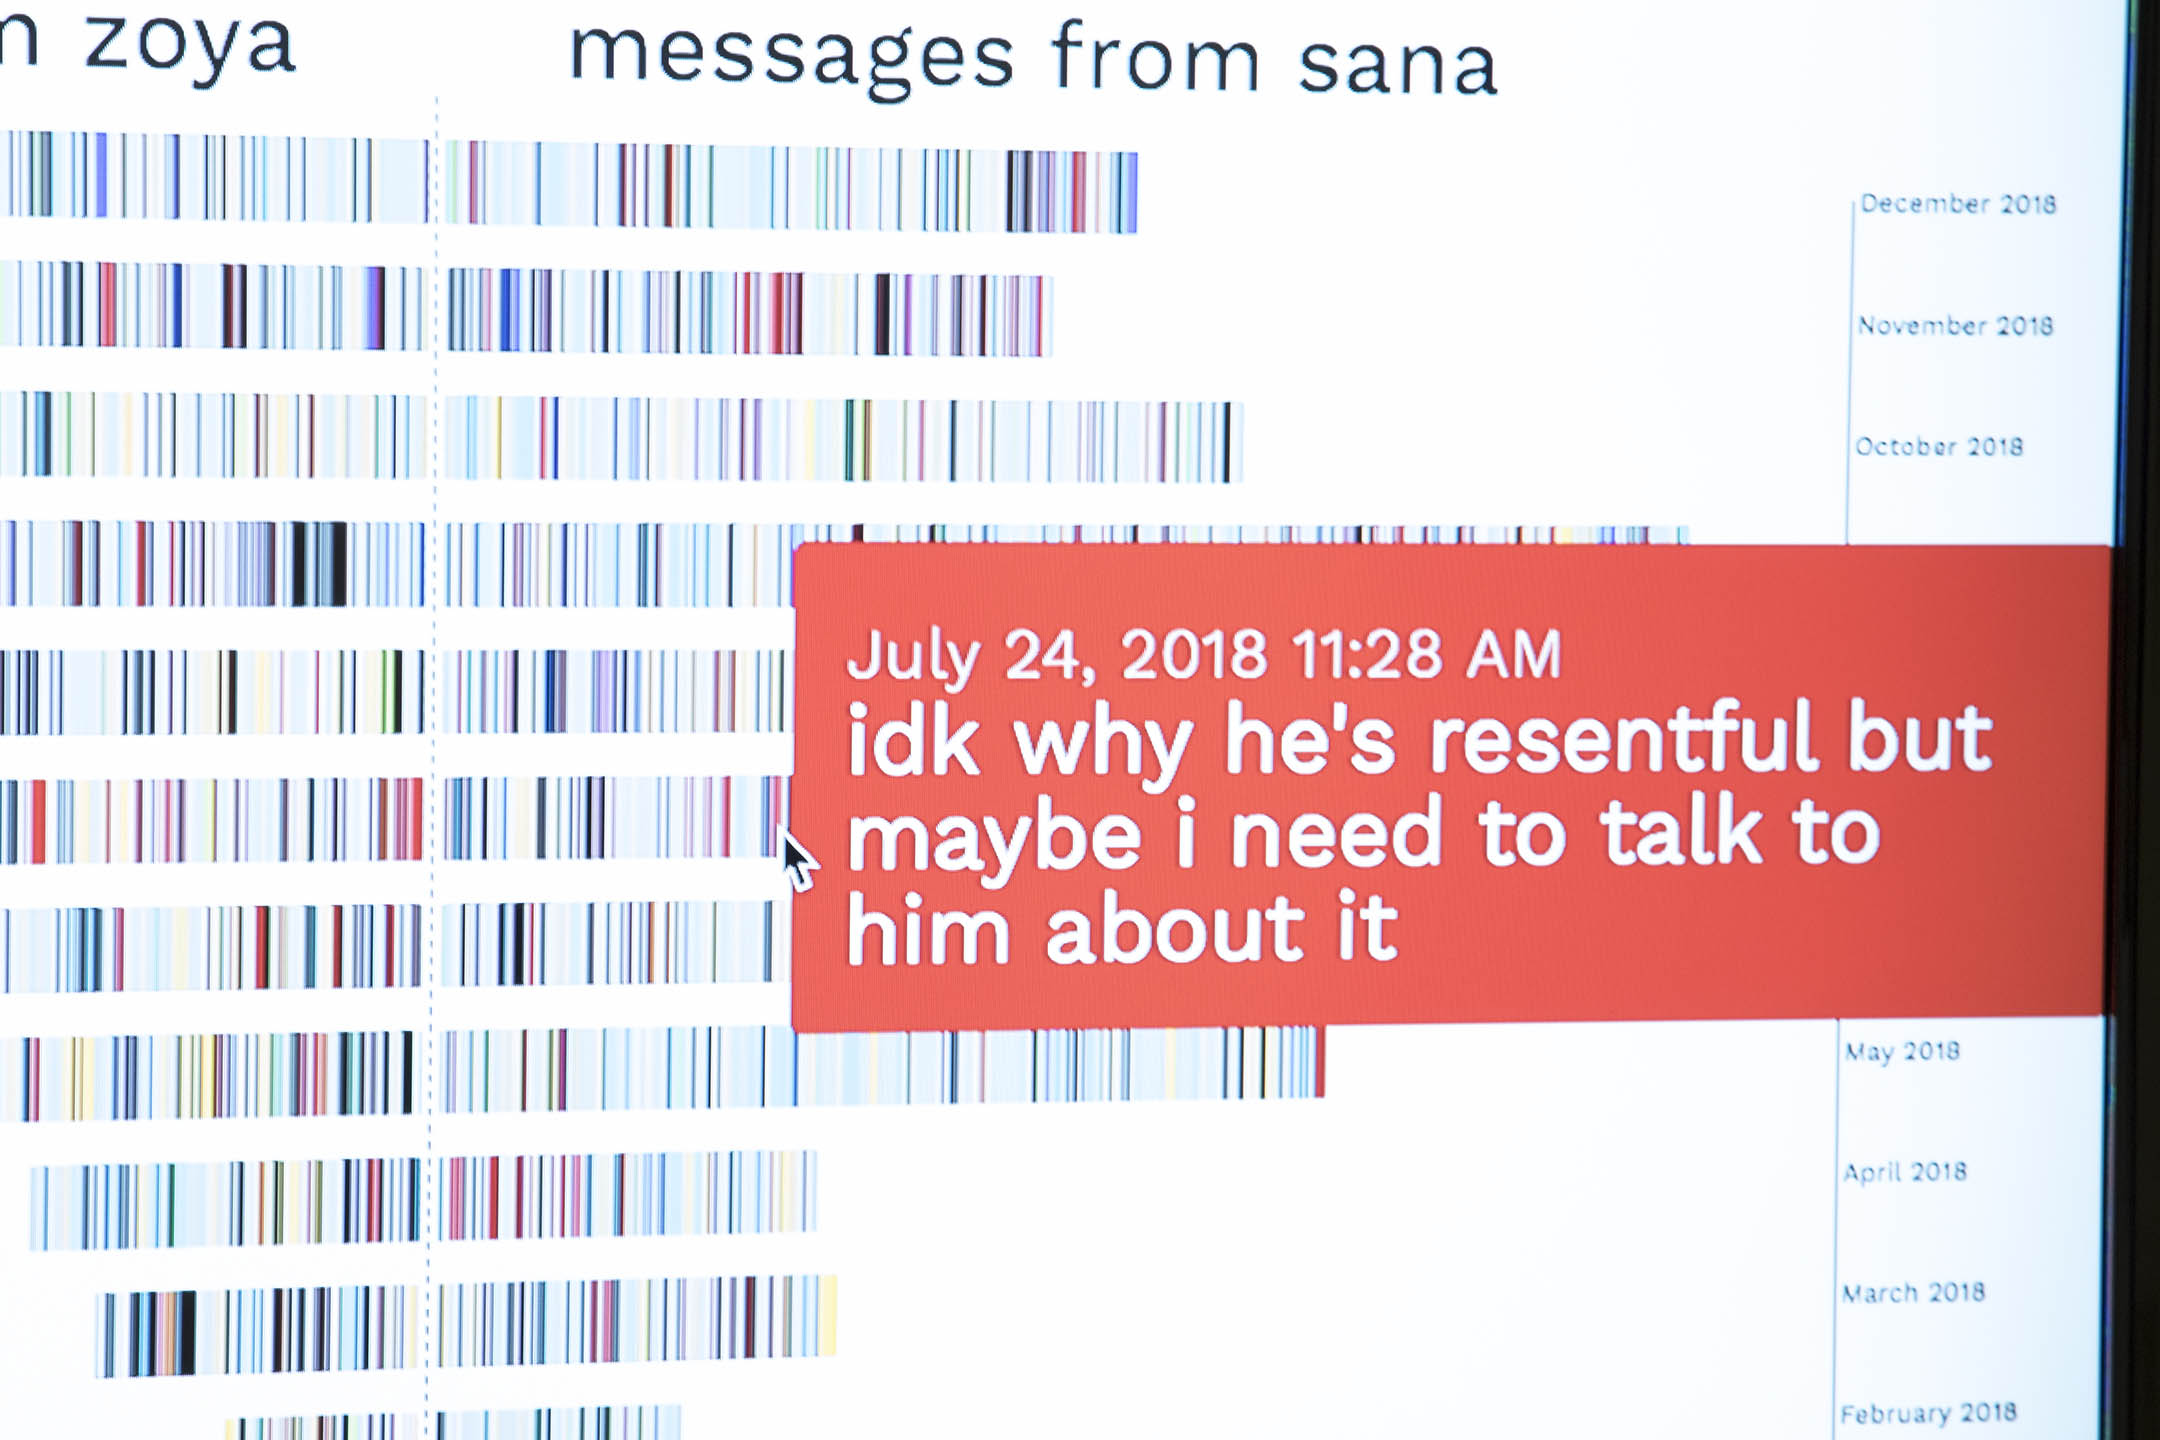 zoya
messages from sana
December 2018
November 2018
October 2018
July 24, 2018 11:28 AM
idk why he's resentful but
maybe i need to talk to
him about it
May 2018
April 2018
March 2018
February 2018